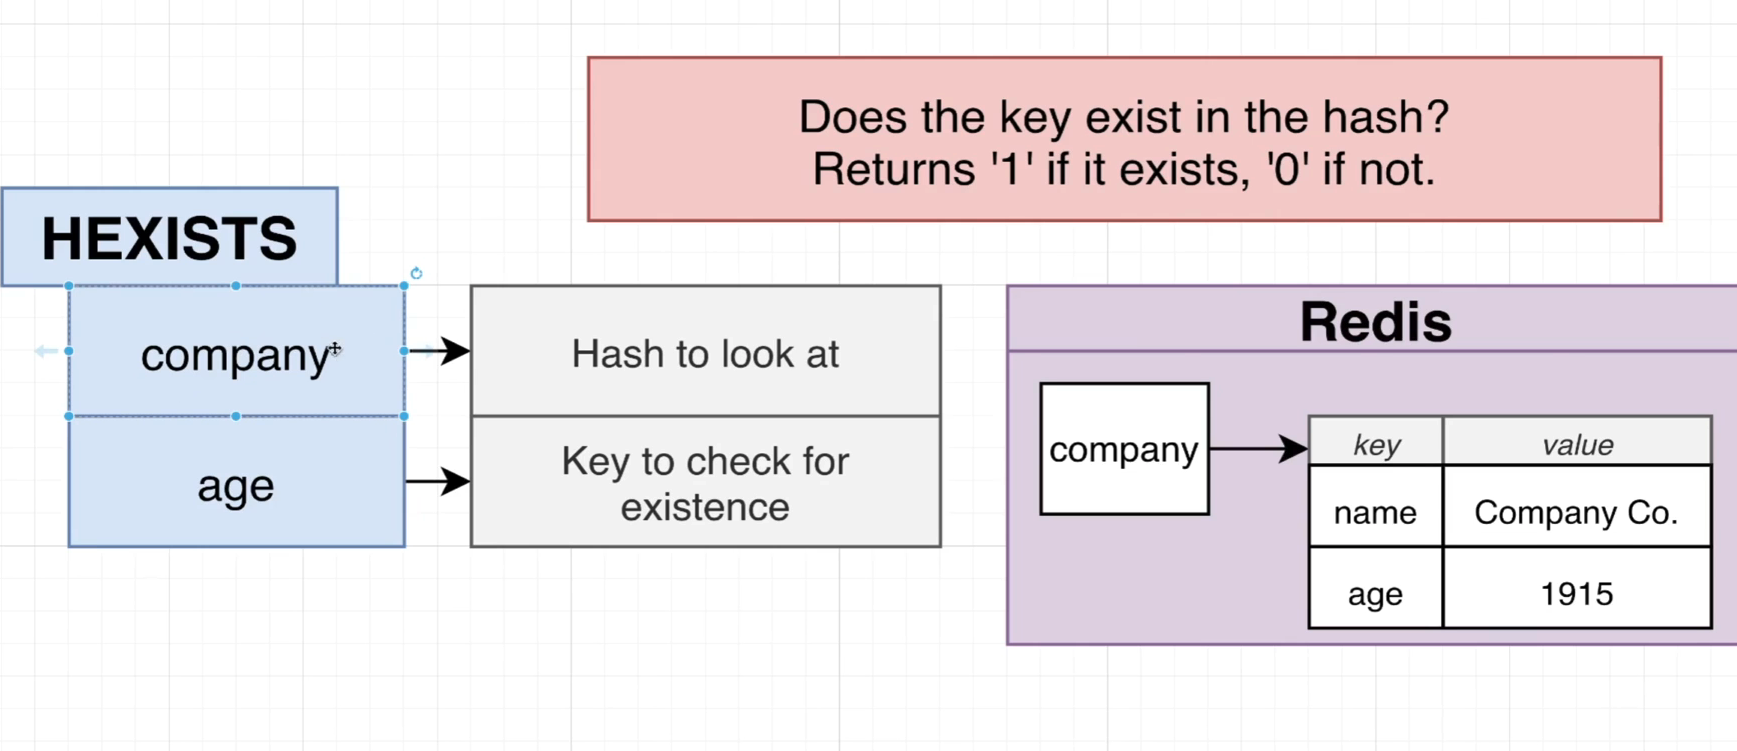 Does the key exist in the hash?
Returns '1' if it exists, '0' if not.
HEXISTS
company
Hash to look at
age
Key to check for
existence
Redis
company
key
value
name
Company Co.
age
1915